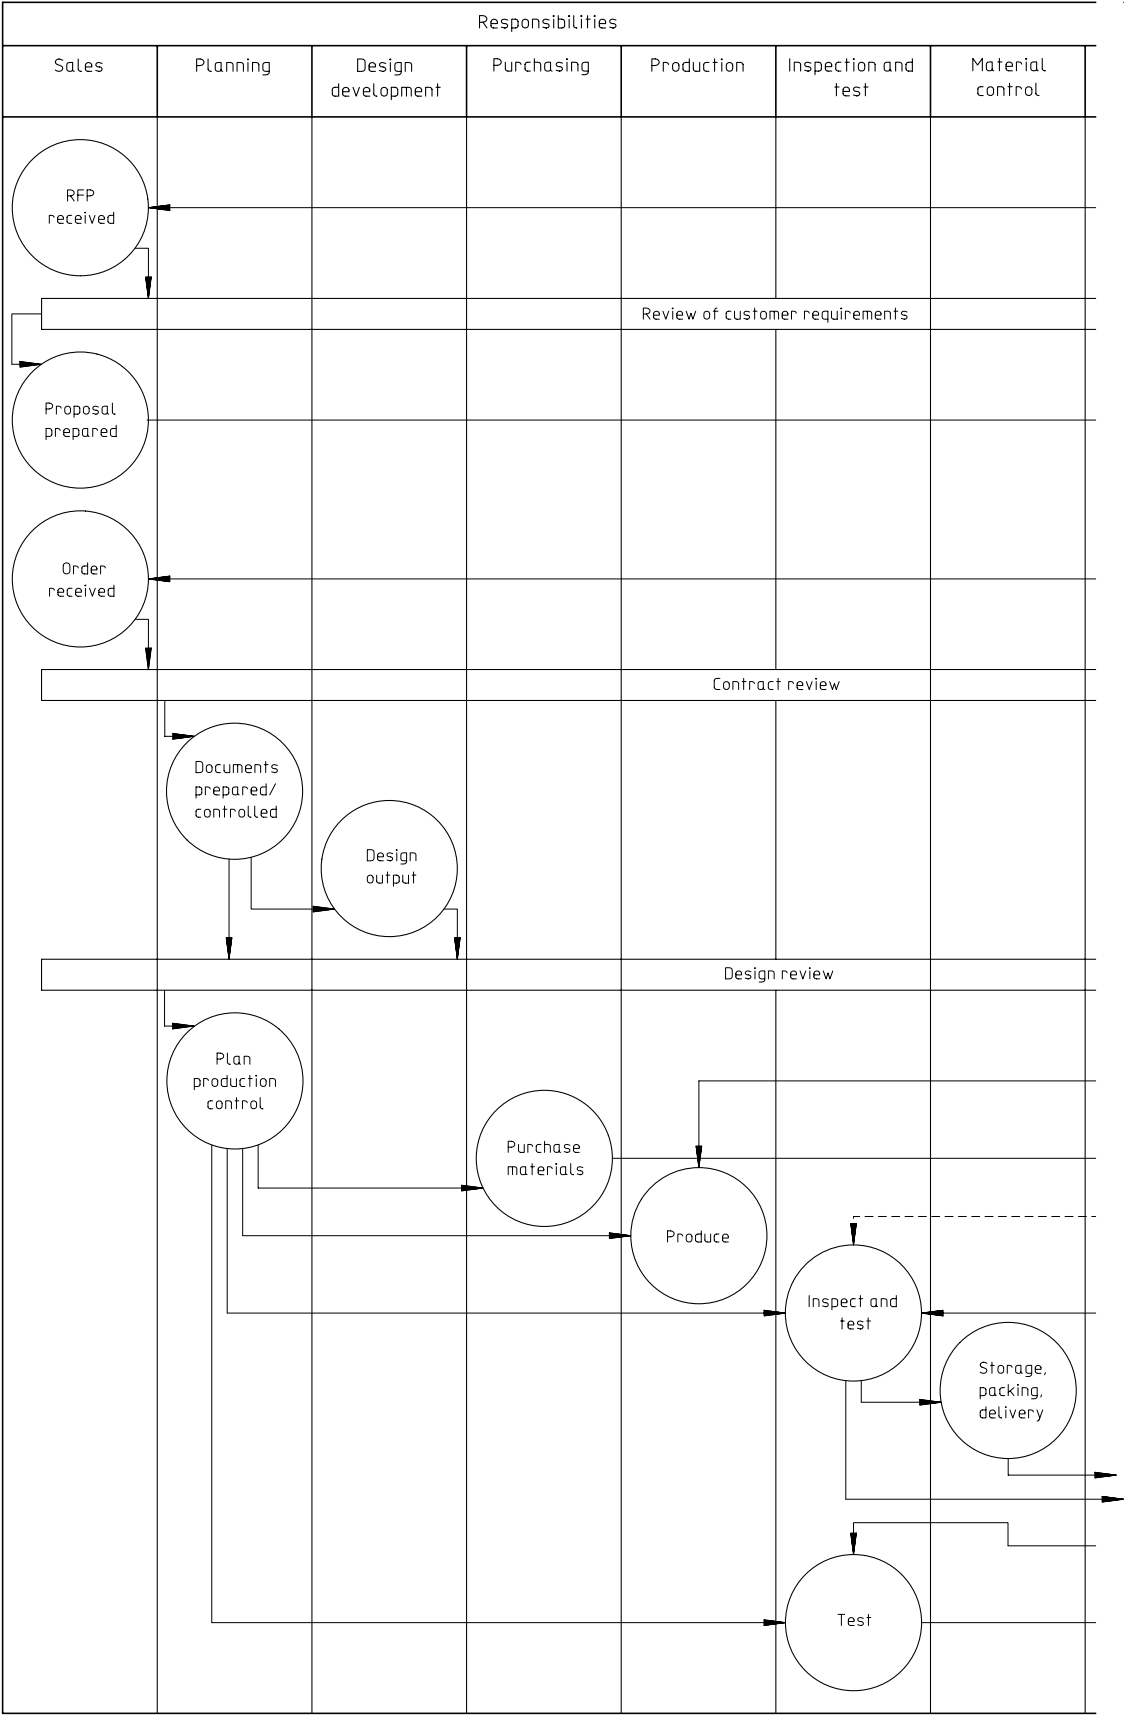 Responsibilities
Sales
Planning
Design
development
Purchasing
Production
Inspection and
test
Material
control
RFP
received
Review of customer requirements
Proposal
prepared
Order
received
Contract review
Documents
prepared/
controlled
Design
output
Design review
Plan
production
control
Purchase
materials
Produce
Inspect and
test
Storage,
packing,
delivery
Test